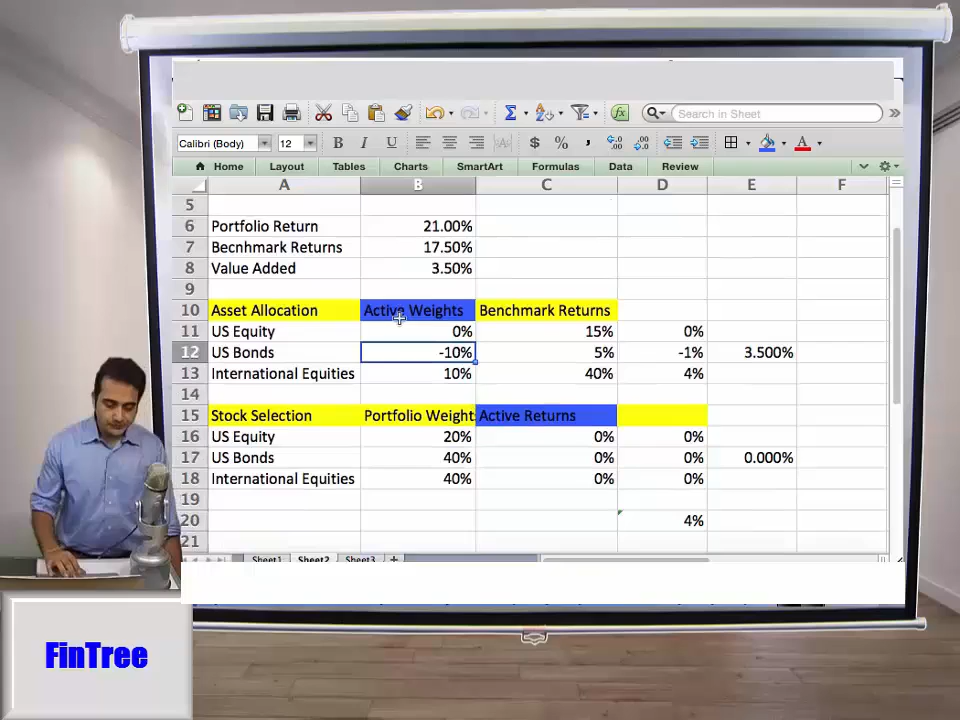 Search in Sheet
Calibri (Body) 12 B I U $ %
Home Layout Tables Charts SmartArt Formulas Data Review
A B C D E F
5
6 Portfolio Return 21.00%
7 Becnhmark Returns 17.50%
8 Value Added 3.50%
9
10 Asset Allocation Active Weights Benchmark Returns
11 US Equity 0% 15% 0%
12 US Bonds -10% 5% -1% 3.500%
13 International Equities 10% 40% 4%
14
15 Stock Selection Portfolio Weight Active Returns
16 US Equity 20% 0% 0%
17 US Bonds 40% 0% 0% 0.000%
18 International Equities 40% 0% 0%
19
20 4%
21
Sheet1 Sheet2 Sheet3
FinTree